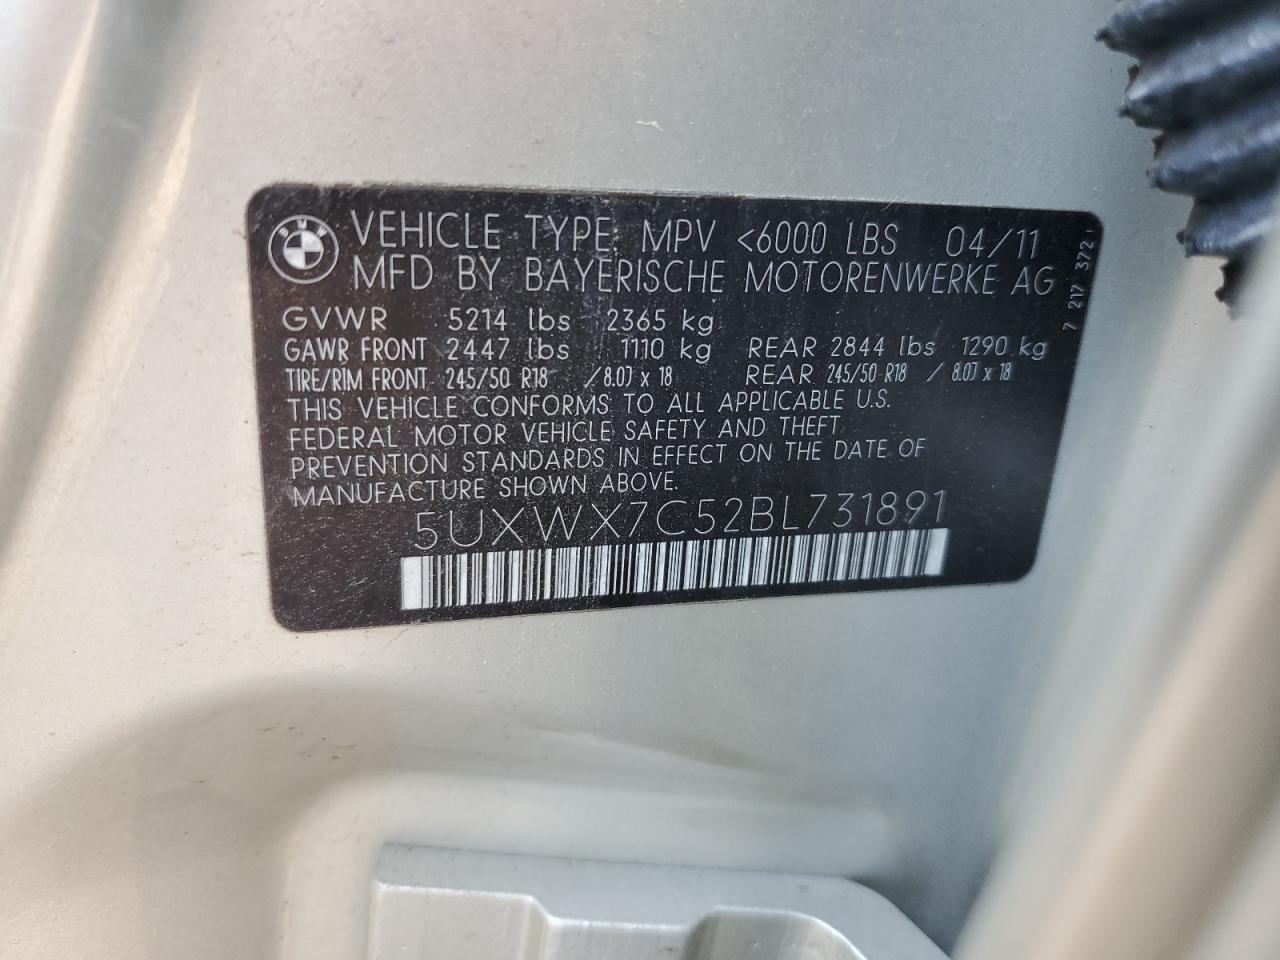 BMW
VEHICLE TYPE MPV <6000 LBS 04/11
MFD BY BAYERISCHE MOTORENWERKE AG
GVWR 5214 lbs 2365 kg
GAWR FRONT 2447 lbs 1110 kg REAR 2844 lbs 1290 kg
TIRE/RIM FRONT 245/50 R18 /8.0J x 18 REAR 245/50 R18 / 8.0J x 18
THIS VEHICLE CONFORMS TO ALL APPLICABLE U.S.
FEDERAL MOTOR VEHICLE SAFETY AND THEFT
PREVENTION STANDARDS IN EFFECT ON THE DATE OF
MANUFACTURE SHOWN ABOVE.
5UXWX7C52BL731891
7 217 372